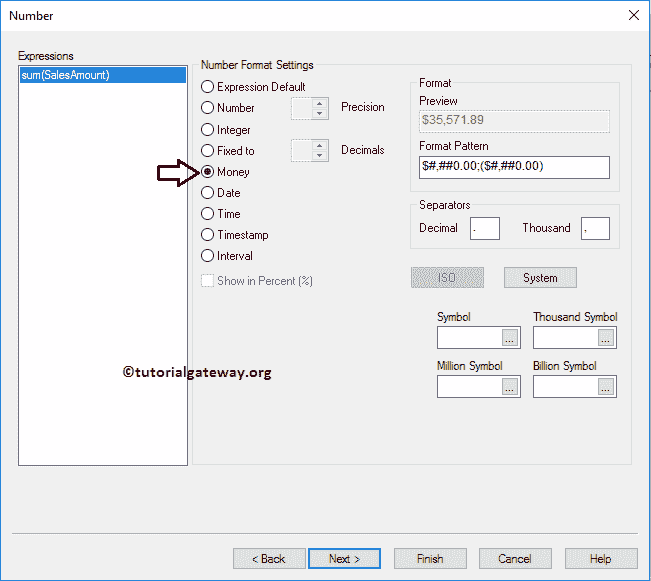 Number
Expressions
sum(SalesAmount)
Number Format Settings
Expression Default
Number
Precision
Integer
Fixed to
Decimals
Money
Date
Time
Timestamp
Interval
Show in Percent (%)
Format
Preview
$35,571.89
Format Pattern
$#,##0.00;($#,##0.00)
Separators
Decimal . Thousand ,
ISO System
Symbol Thousand Symbol
... ...
Million Symbol Billion Symbol
... ...
©tutorialgateway.org
< Back Next > Finish Cancel Help